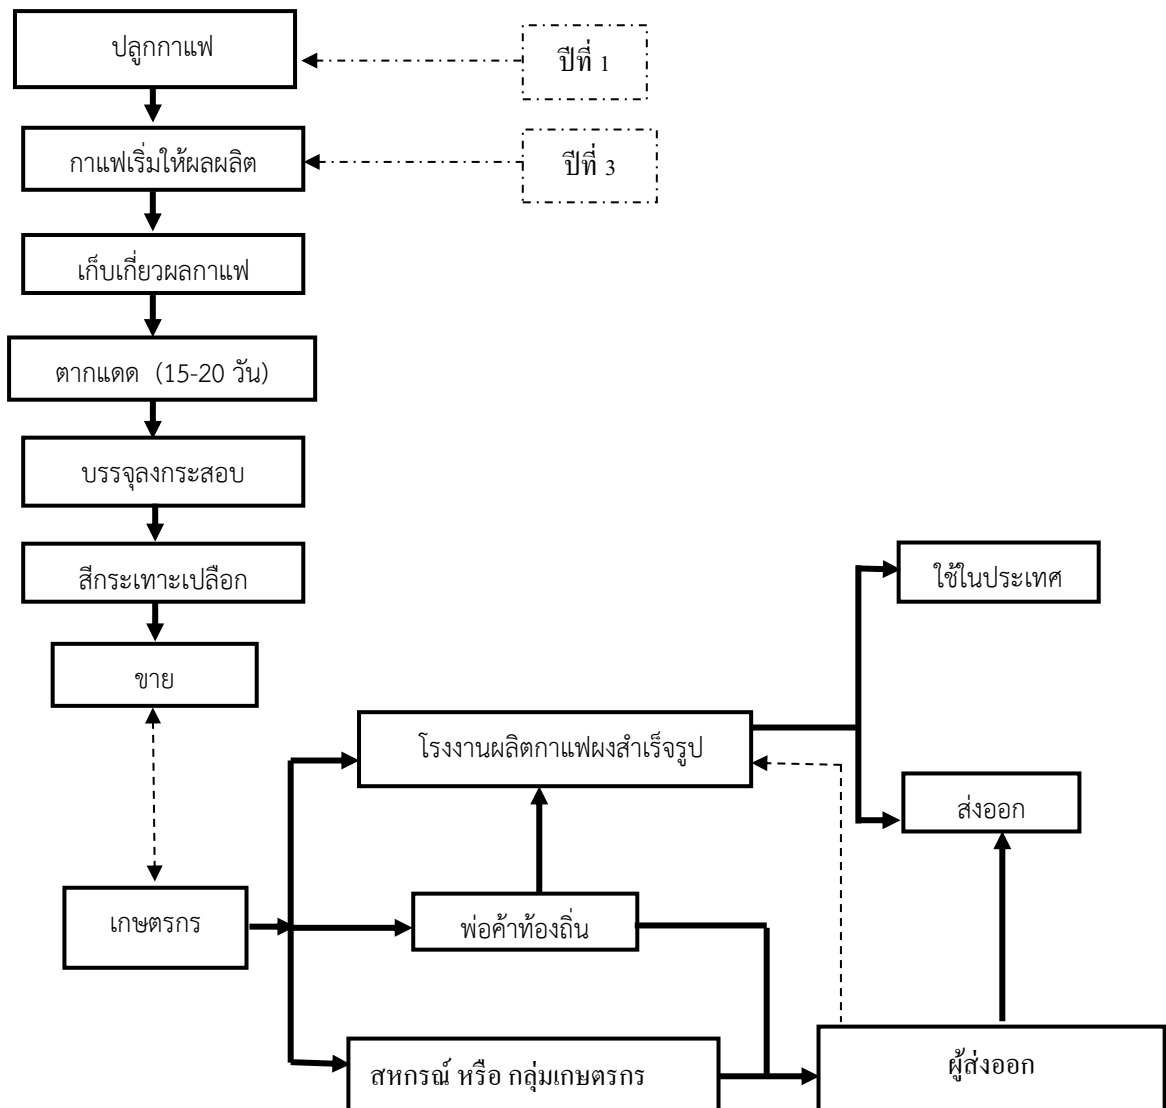 ปลูกกาแฟ
ปีที่ 1
กาแฟเริ่มให้ผลผลิต
ปีที่ 3
เก็บเกี่ยวผลกาแฟ
ตากแดด (15-20 วัน)
บรรจุลงกระสอบ
สีกระเทาะเปลือก
ใช้ในประเทศ
ขาย
โรงงานผลิตกาแฟผงสำเร็จรูป
ส่งออก
เกษตรกร
พ่อค้าท้องถิ่น
สหกรณ์ หรือ กลุ่มเกษตรกร
ผู้ส่งออก